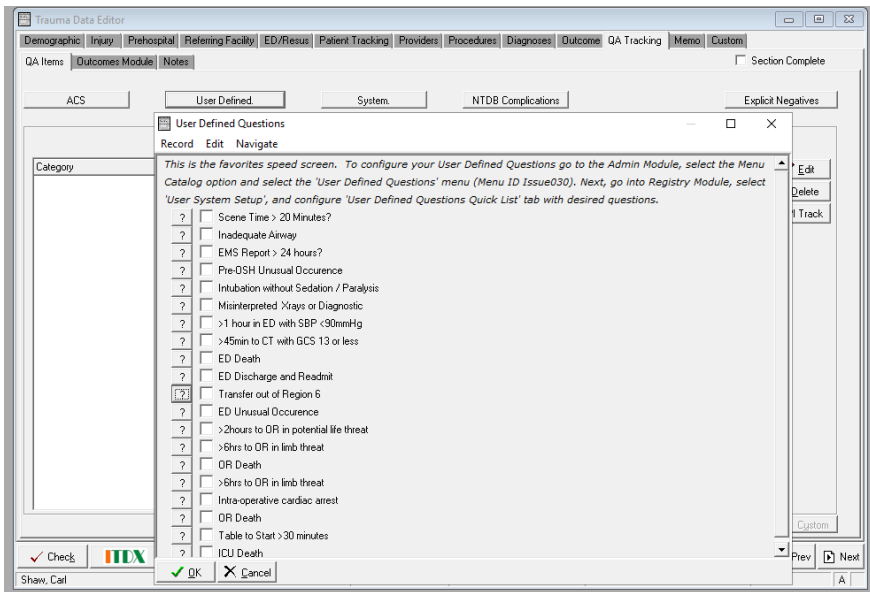 Trauma Data Editor
Demographic Injury Prehospital Referring Facility ED/Resus Patient Tracking Providers Procedures Diagnoses Outcome QA Tracking Memo Custom
QA Items Outcomes Module Notes Section Complete
ACS User Defined. System. NTDB Complications Explicit Negatives
User Defined Questions
Record Edit Navigate
Category
This is the favorites speed screen. To configure your User Defined Questions go to the Admin Module, select the Menu
Catalog option and select the 'User Defined Questions' menu (Menu ID Issue030). Next, go into Registry Module, select
'User System Setup', and configure 'User Defined Questions Quick List' tab with desired questions.
Edit
Delete
Track
? Scene Time > 20 Minutes?
? Inadequate Airway
? EMS Report > 24 hours?
? Pre-OSH Unusual Occurence
? Intubation without Sedation / Paralysis
? Misinterpreted Xrays or Diagnostic
? >1 hour in ED with SBP <90mmHg
? >45min to CT with GCS 13 or less
? ED Death
? ED Discharge and Readmit
? Transfer out of Region 6
? ED Unusual Occurence
? >2hours to OR in potential life threat
? >6hrs to OR in limb threat
? OR Death
? >6hrs to OR in limb threat
? Intra-operative cardiac arrest
? OR Death
? Table to Start >30 minutes
? ICU Death
Custom
Check ITDX Prev Next
OK Cancel
Shaw, Carl A